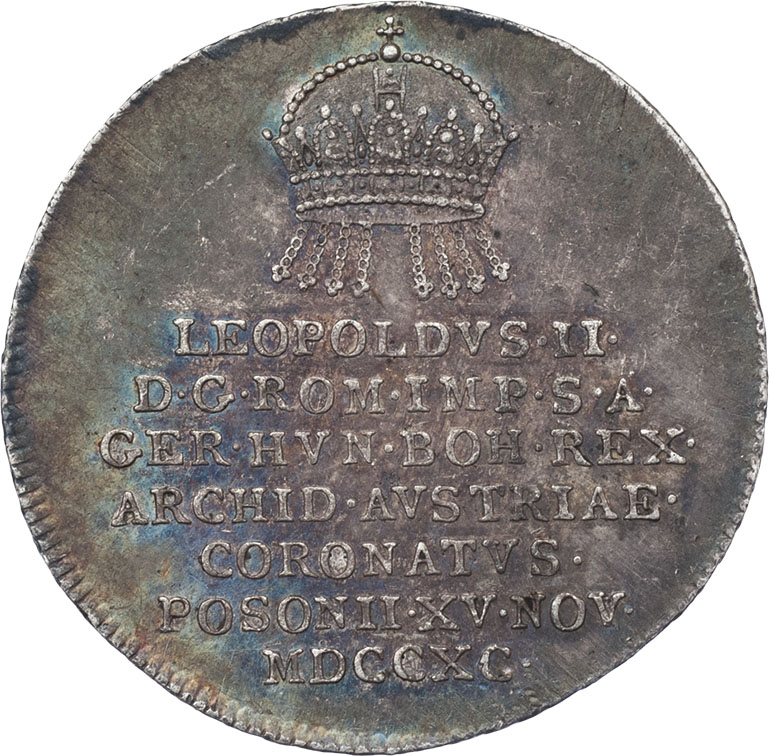 LEOPOLDVS·II·
D·G·ROM·IMP·S·A·
GER·HVN·BOH·REX·
ARCHID·AVSTRIAE·
CORONATVS·
POSONII·XV·NOV·
MDCCXC·